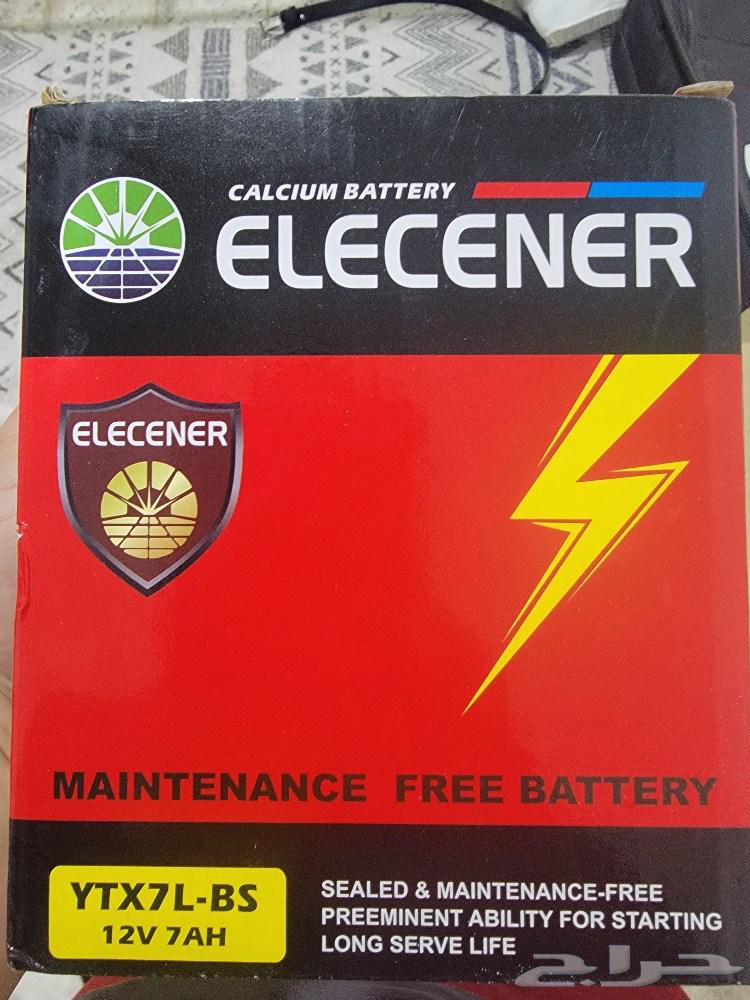 CALCIUM BATTERY
ELECENER
ELECENER
MAINTENANCE FREE BATTERY
YTX7L-BS
12V 7AH
SEALED & MAINTENANCE-FREE
PREEMINENT ABILITY FOR STARTING
LONG SERVE LIFE
حراج